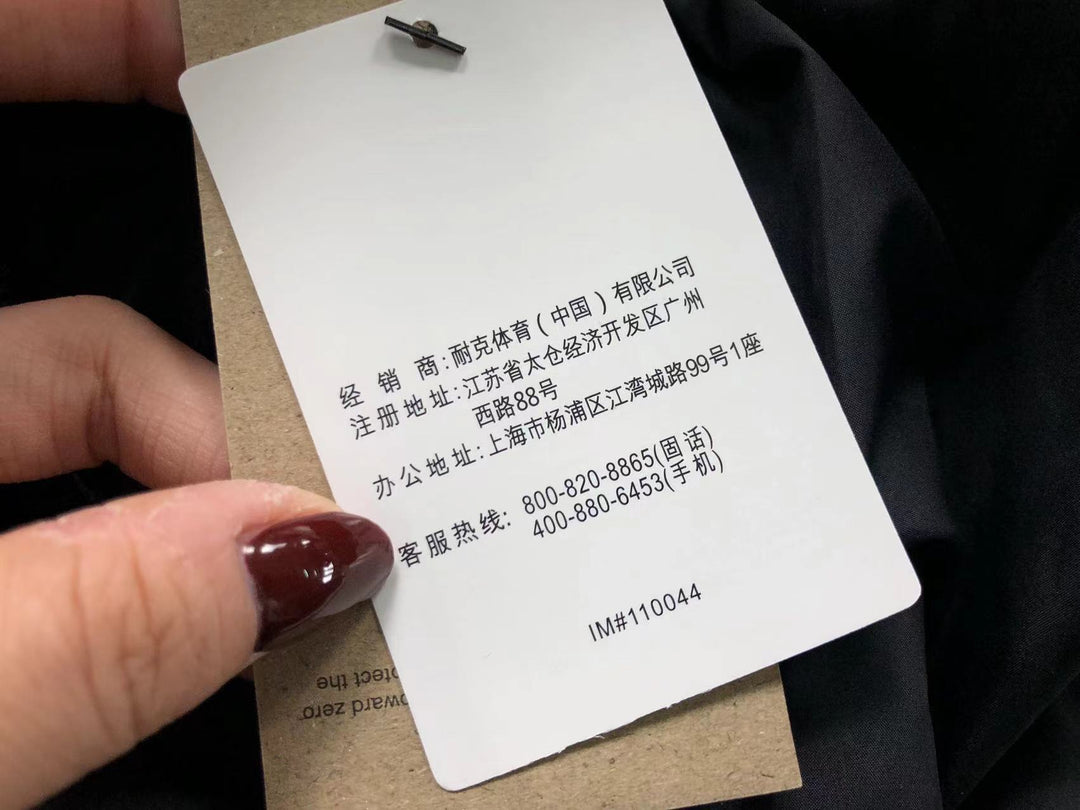 经销商:耐克体育(中国)有限公司
注册地址:江苏省太仓经济开发区广州
西路88号
办公地址:上海市杨浦区江湾城路99号1座
客服热线: 800-820-8865(固话)
400-880-6453(手机)
IM#110044
otect the
oward zero